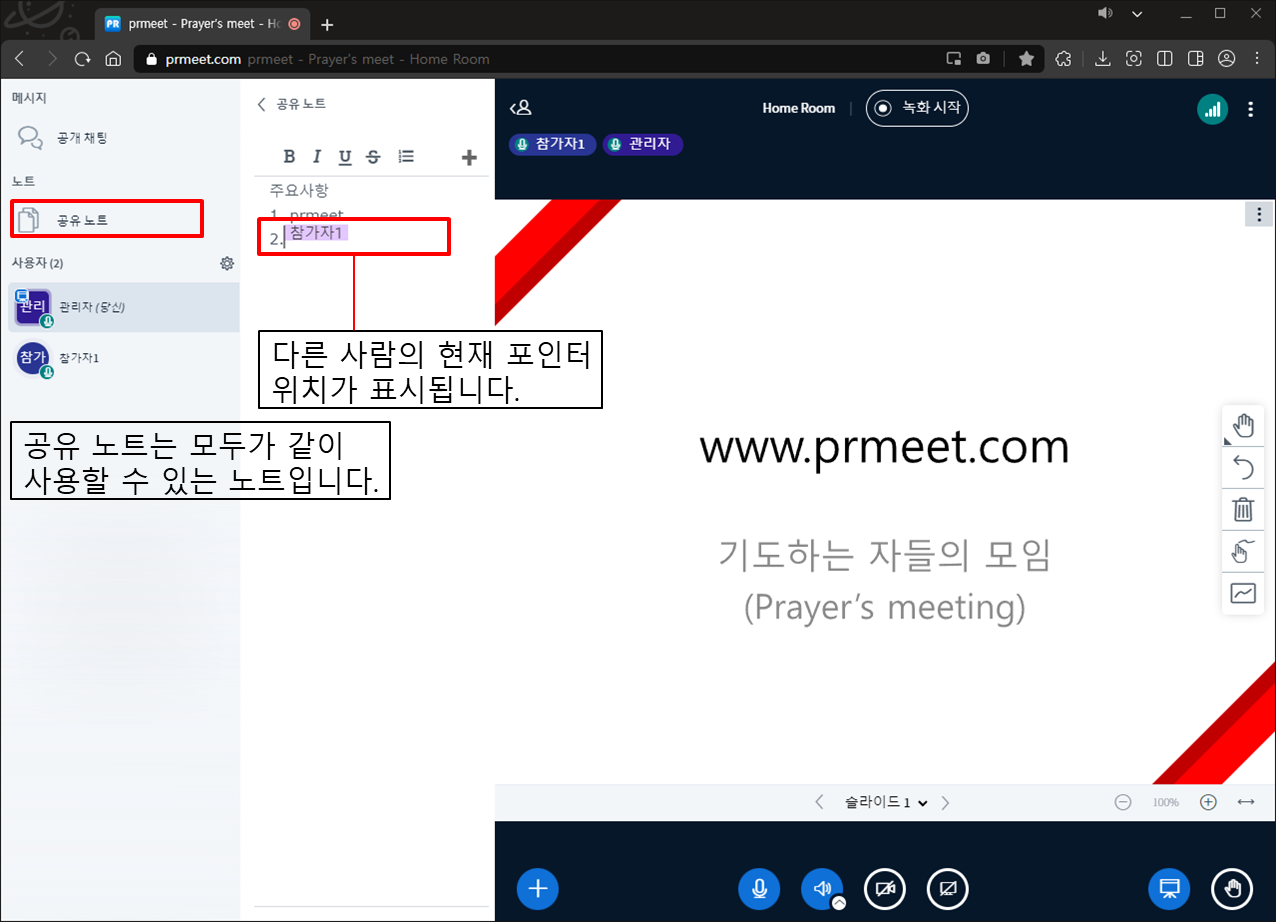 PR prmeet - Prayer's meet - Hc
prmeet.com prmeet - Prayer's meet - Home Room
메시지
공개 채팅
노트
공유 노트
사용자 (2)
관리 관리자 (당신)
참가 참가자1
공유 노트
B I U S
주요사항
1. prmeet
2. 참가자1
다른 사람의 현재 포인터
위치가 표시됩니다.
공유 노트는 모두가 같이
사용할 수 있는 노트입니다.
Home Room
녹화 시작
참가자1 관리자
www.prmeet.com
기도하는 자들의 모임
(Prayer's meeting)
슬라이드 1
100%